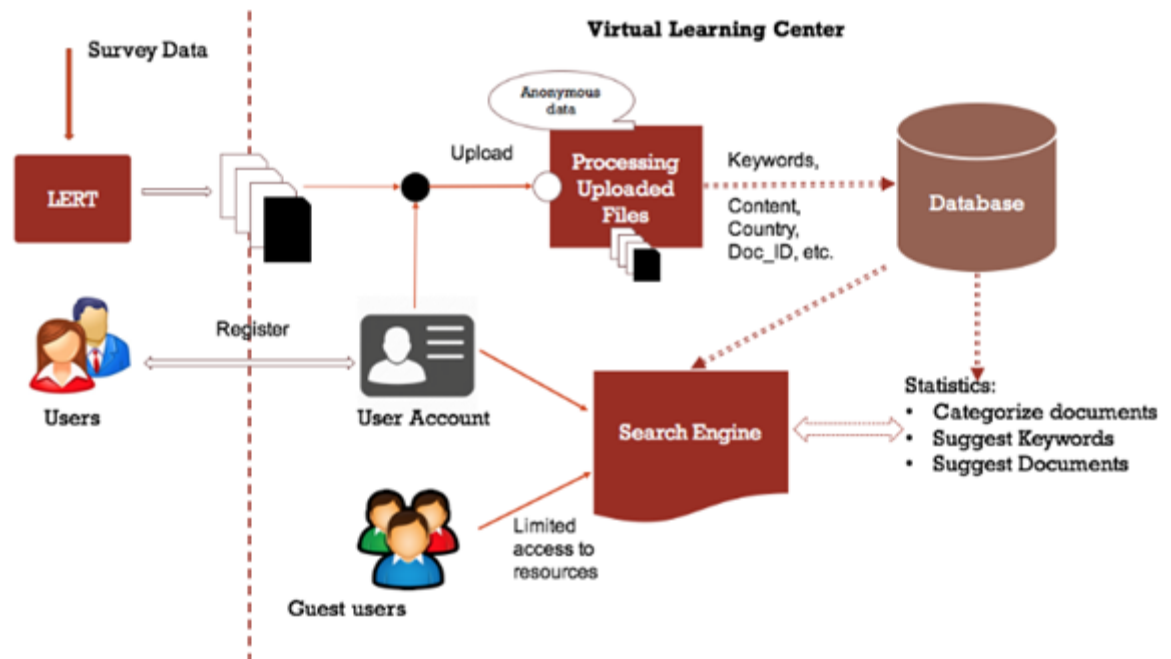 Virtual Learning Center
Survey Data
Anonymous
data
LERT
Upload
Processing
Uploaded
Files
Keywords,
Content,
Country,
Doc_ID, etc.
Database
Register
Users
User Account
Search Engine
Statistics:
• Categorize documents
• Suggest Keywords
• Suggest Documents
Limited
access to
resources
Guest users